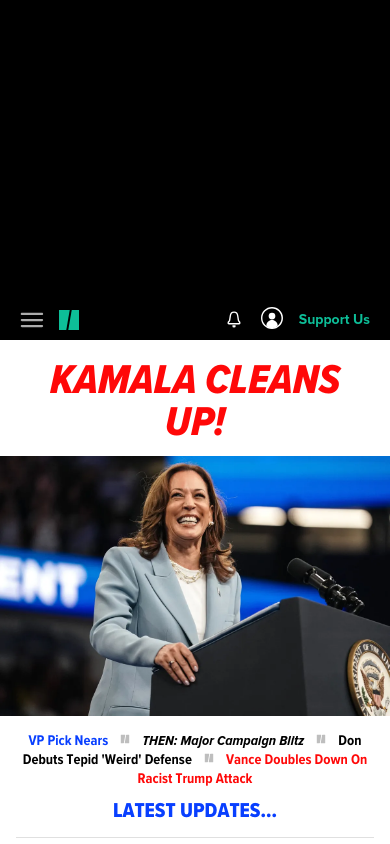 Support Us
KAMALA CLEANS
UP!
ENT
VP Pick Nears THEN: Major Campaign Blitz Don
Debuts Tepid 'Weird' Defense Vance Doubles Down On
Racist Trump Attack
LATEST UPDATES...